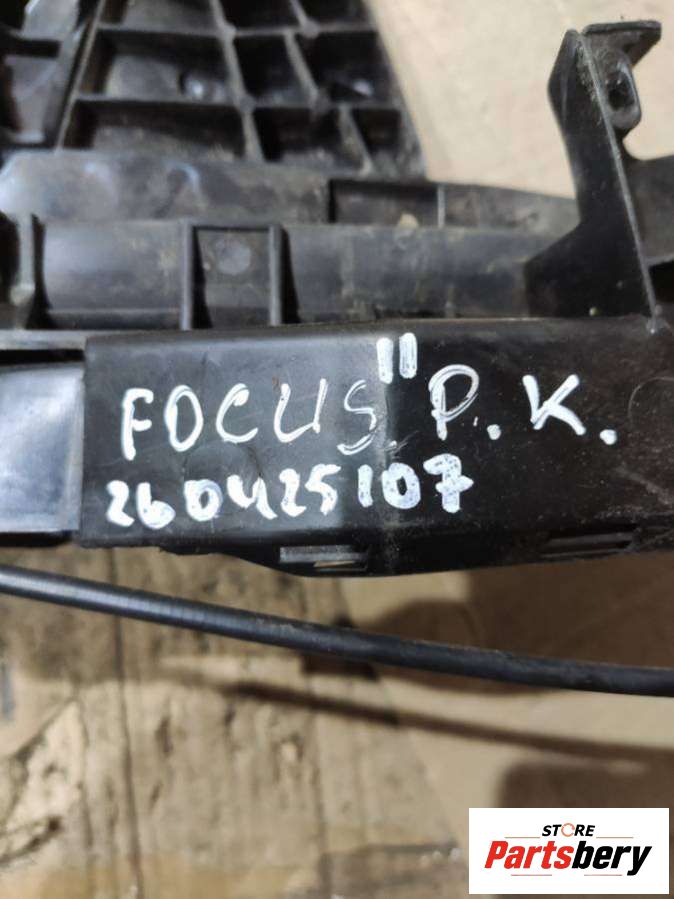 FOCUS II P.K.
260425107
STORE
Partsbery